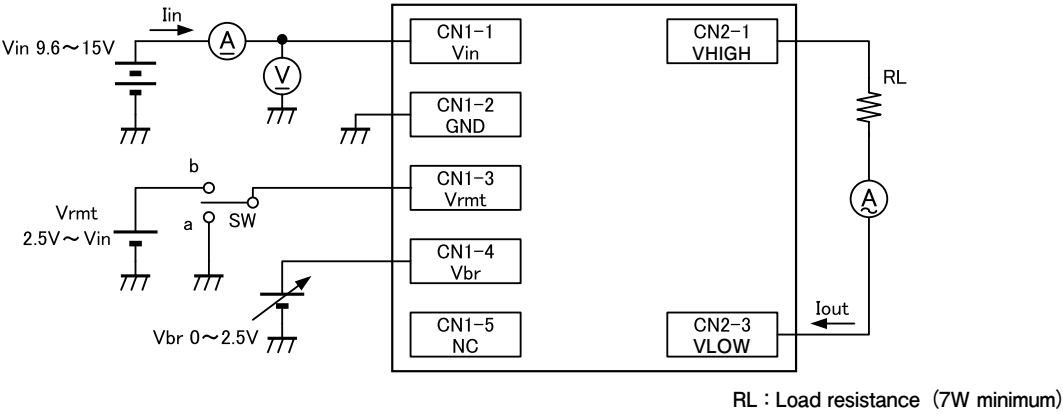 Iin
Vin 9.6～15V
A
V
CN1-1
Vin
CN1-2
GND
CN1-3
Vrmt
CN1-4
Vbr
CN1-5
NC
b
a
SW
Vrmt
2.5V～Vin
Vbr 0～2.5V
CN2-1
VHIGH
RL
A
~
Iout
CN2-3
VLOW
RL : Load resistance (7W minimum)